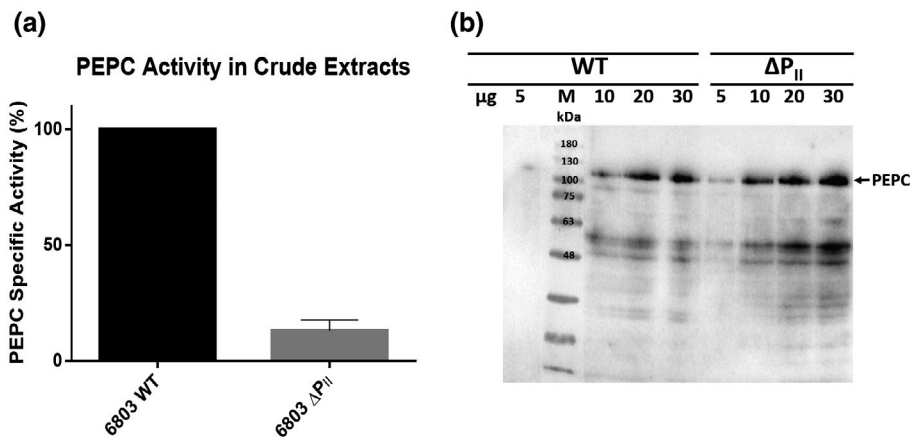 (a)
PEPC Activity in Crude Extracts
PEPC Specific Activity (%)
100
50
0
6803 WT
6803 ΔPII
(b)
WT ΔPII
µg 5 M 10 20 30 5 10 20 30
kDa
180
130
100
75
63
48
PEPC